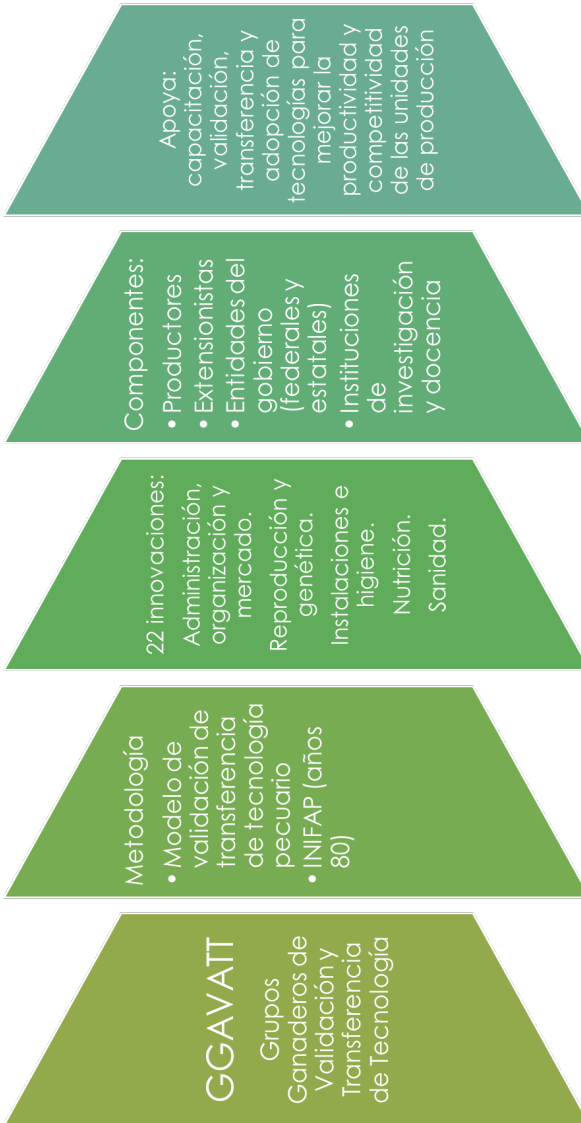 GGAVATT
Grupos
Ganaderos de
Validación y
Transferencia
de Tecnología
Metodología
• Modelo de
validación de
transferencia
de tecnología
pecuario
• INIFAP (años
80)
22 innovaciones:
Administración,
organización y
mercado.
Reproducción y
genética.
Instalaciones e
higiene.
Nutrición.
Sanidad.
Componentes:
• Productores
• Extensionistas
• Entidades del
gobierno
(federales y
estatales)
• Instituciones
de
investigación
y docencia
Apoya:
capacitación,
validación,
transferencia y
adopción de
tecnologías para
mejorar la
productividad y
competitividad
de las unidades
de producción